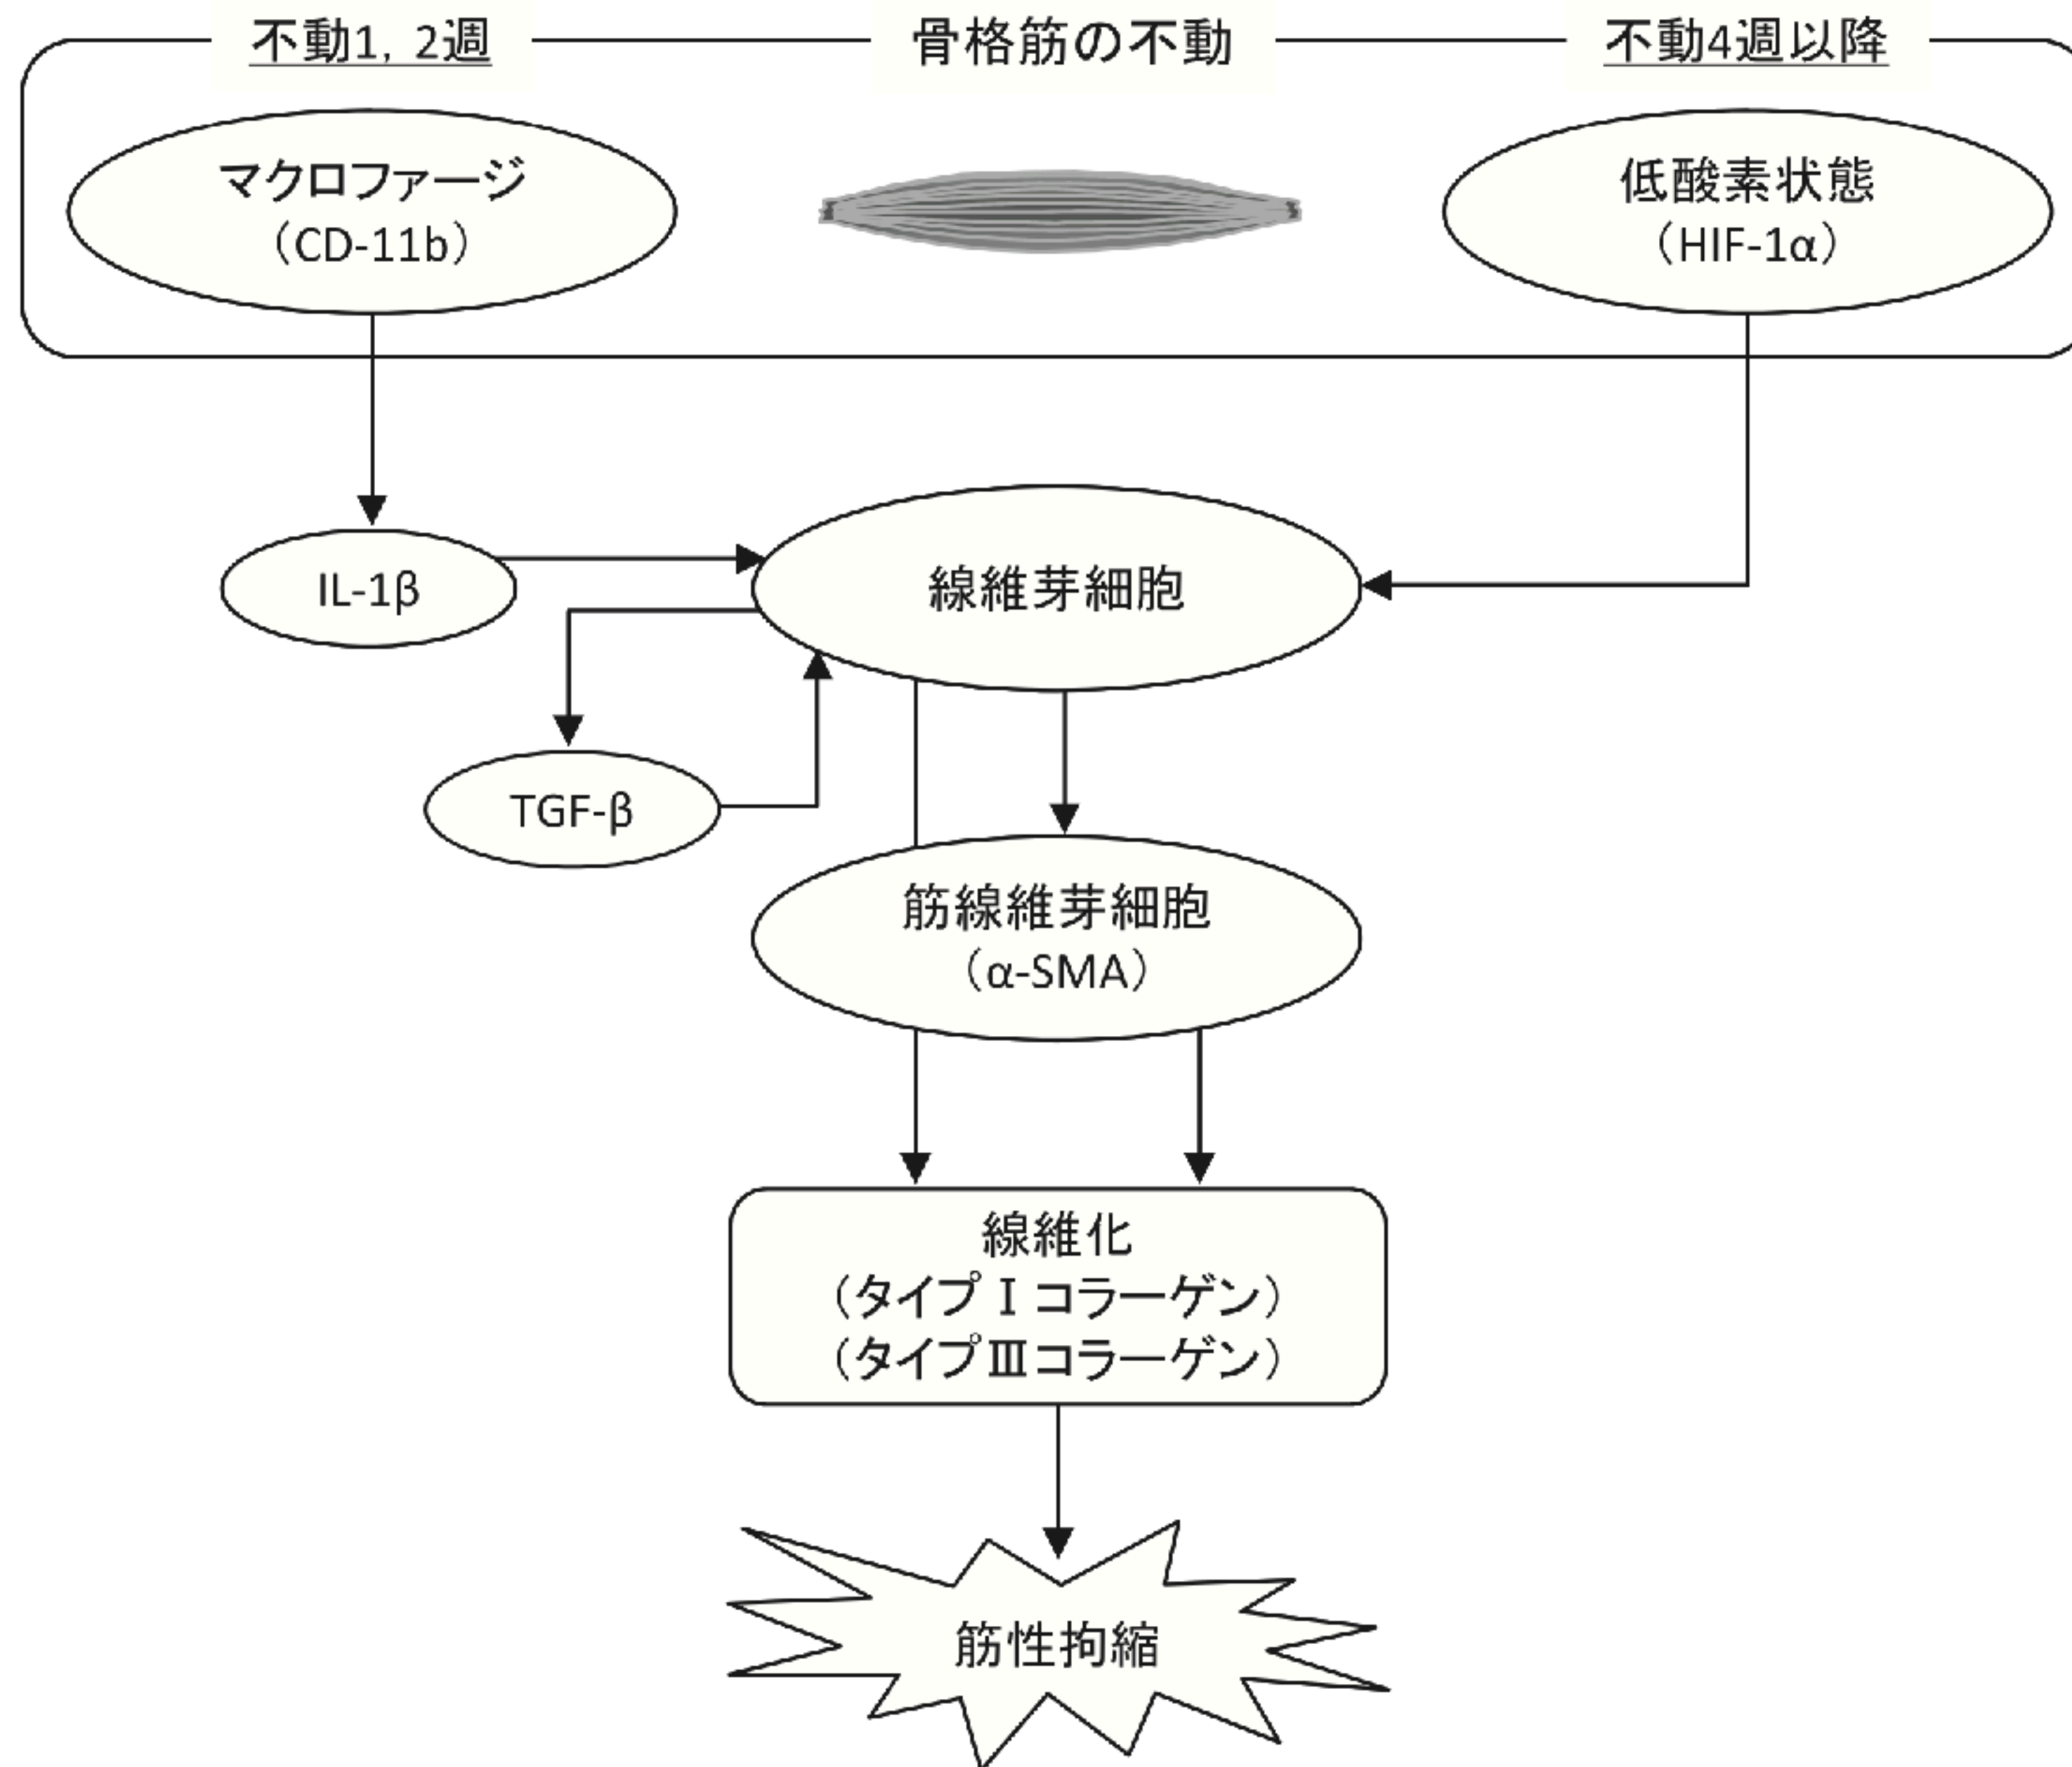 不動1，2週
骨格筋の不動
不動4週以降
マクロファージ
（CD-11b）
低酸素状態
（HIF-1α）
IL-1β
線維芽細胞
TGF-β
筋線維芽細胞
（α-SMA）
線維化
（タイプⅠコラーゲン）
（タイプⅢコラーゲン）
筋性拘縮